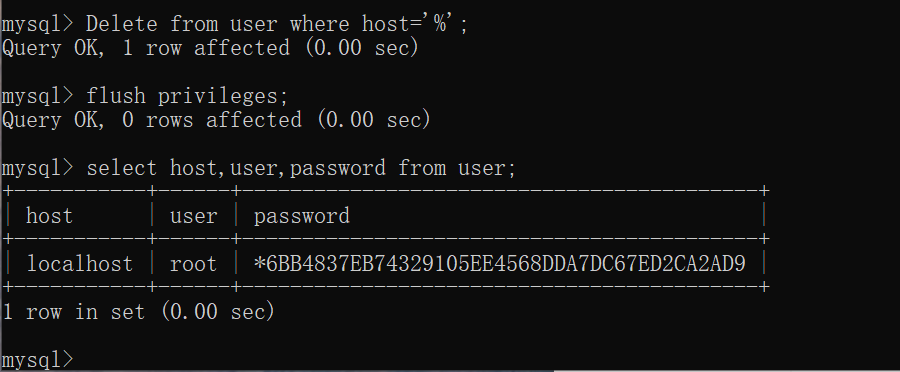 mysql> Delete from user where host='%';
Query OK, 1 row affected (0.00 sec)
mysql> flush privileges;
Query OK, 0 rows affected (0.00 sec)
mysql> select host,user,password from user;
+-----------+------+-------------------------------------------+
| host      | user | password                                  |
+-----------+------+-------------------------------------------+
| localhost | root | *6BB4837EB74329105EE4568DDA7DC67ED2CA2AD9 |
+-----------+------+-------------------------------------------+
1 row in set (0.00 sec)
mysql>